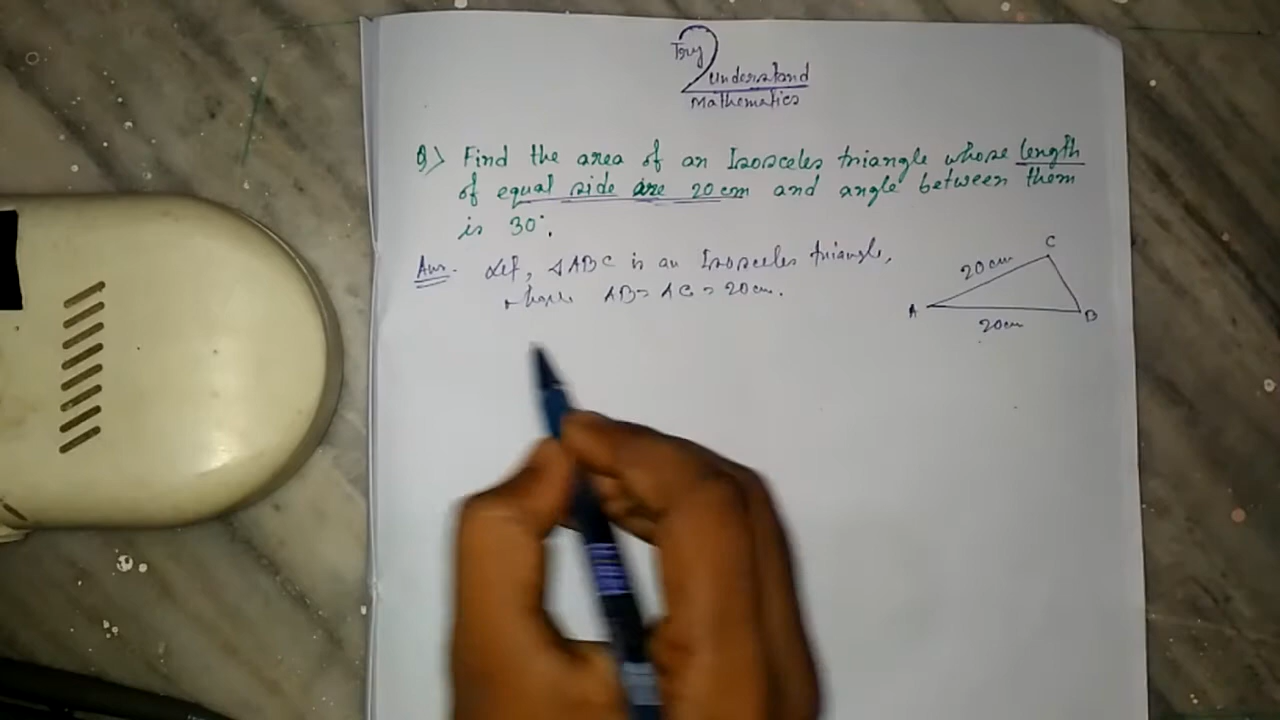 Try 2 understand
Mathematics
Q) Find the area of an Isosceles triangle whose length
of equal side are 20 cm and angle between them
is 30°.
Ans. Let, △ABC is an Isosceles triangle,
where AB = AC = 20 cm.
C
20 cm
A
B
20 cm